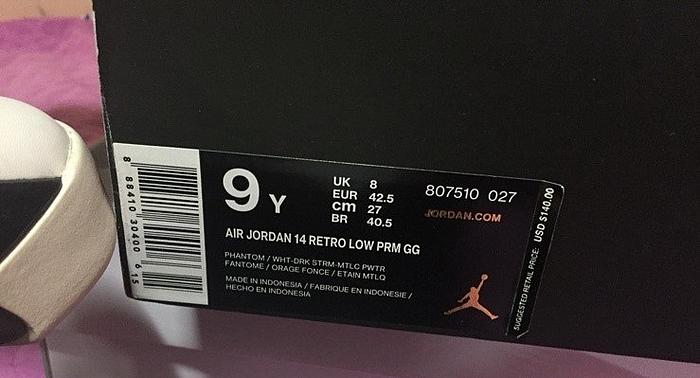 8 88410 30400 6 15
9 Y
UK 8
EUR 42.5
cm 27
BR 40.5
807510 027
JORDAN.COM
AIR JORDAN 14 RETRO LOW PRM GG
PHANTOM / WHT-DRK STRM-MTLC PWTR
FANTOME / ORAGE FONCE / ETAIN MTLQ
MADE IN INDONESIA / FABRIQUE EN INDONESIE /
HECHO EN INDONESIA
SUGGESTED RETAIL PRICE: USD $140.00